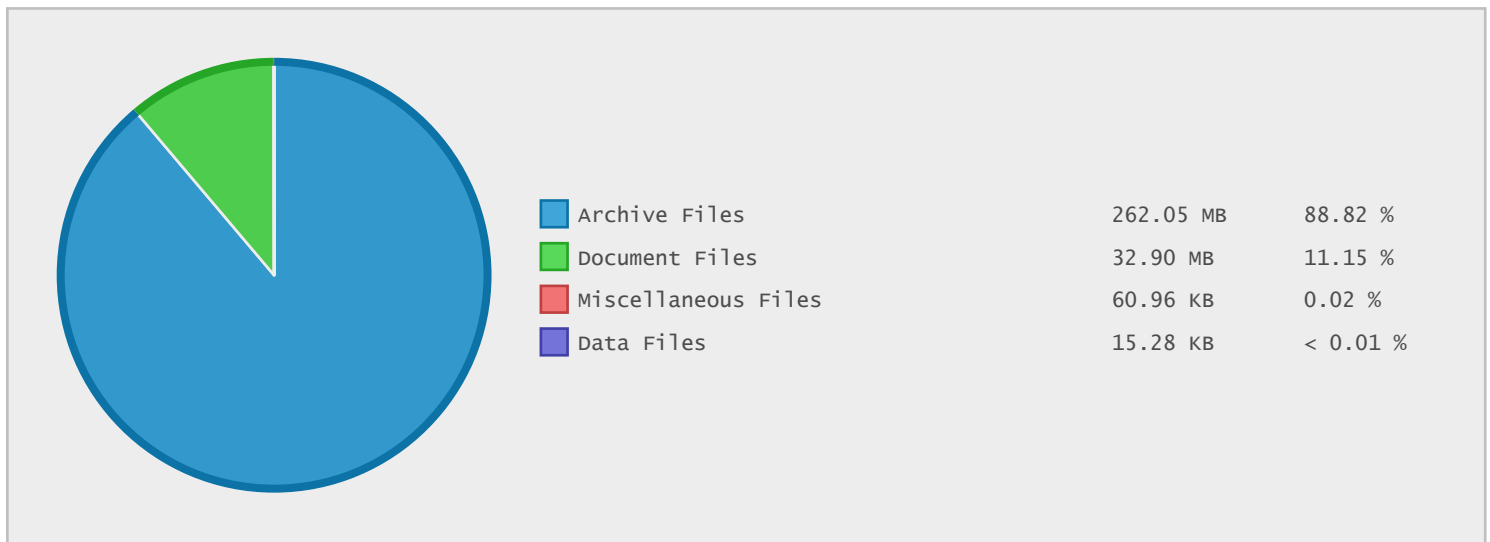 Archive Files 262.05 MB 88.82 %
Document Files 32.90 MB 11.15 %
Miscellaneous Files 60.96 KB 0.02 %
Data Files 15.28 KB < 0.01 %